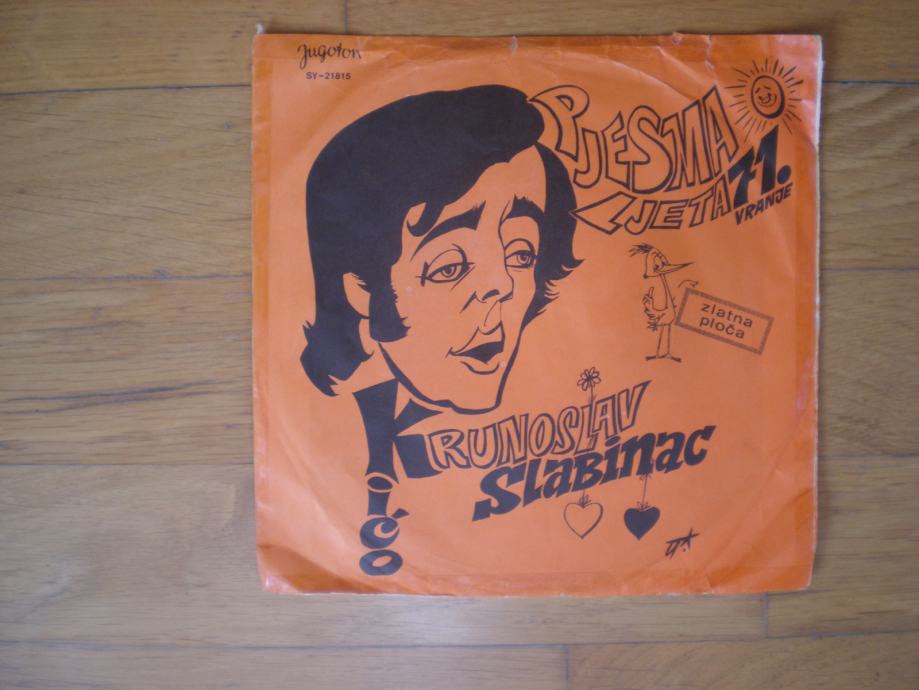 Jugoton
SY-21815
PJESMA
LJETA 71.
VRANJE
zlatna
ploča
KRUNOSLAV
SLABINAC
Kićo